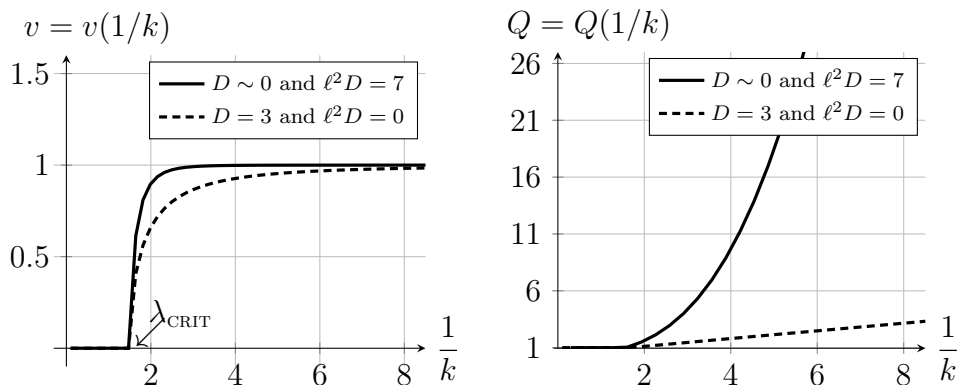 v = v(1/k)
1.5
1
0.5
D ∼ 0 and ℓ²D = 7
D = 3 and ℓ²D = 0
λCRIT
2 4 6 8
1/k
Q = Q(1/k)
26
21
16
11
6
1
D ∼ 0 and ℓ²D = 7
D = 3 and ℓ²D = 0
2 4 6 8
1/k